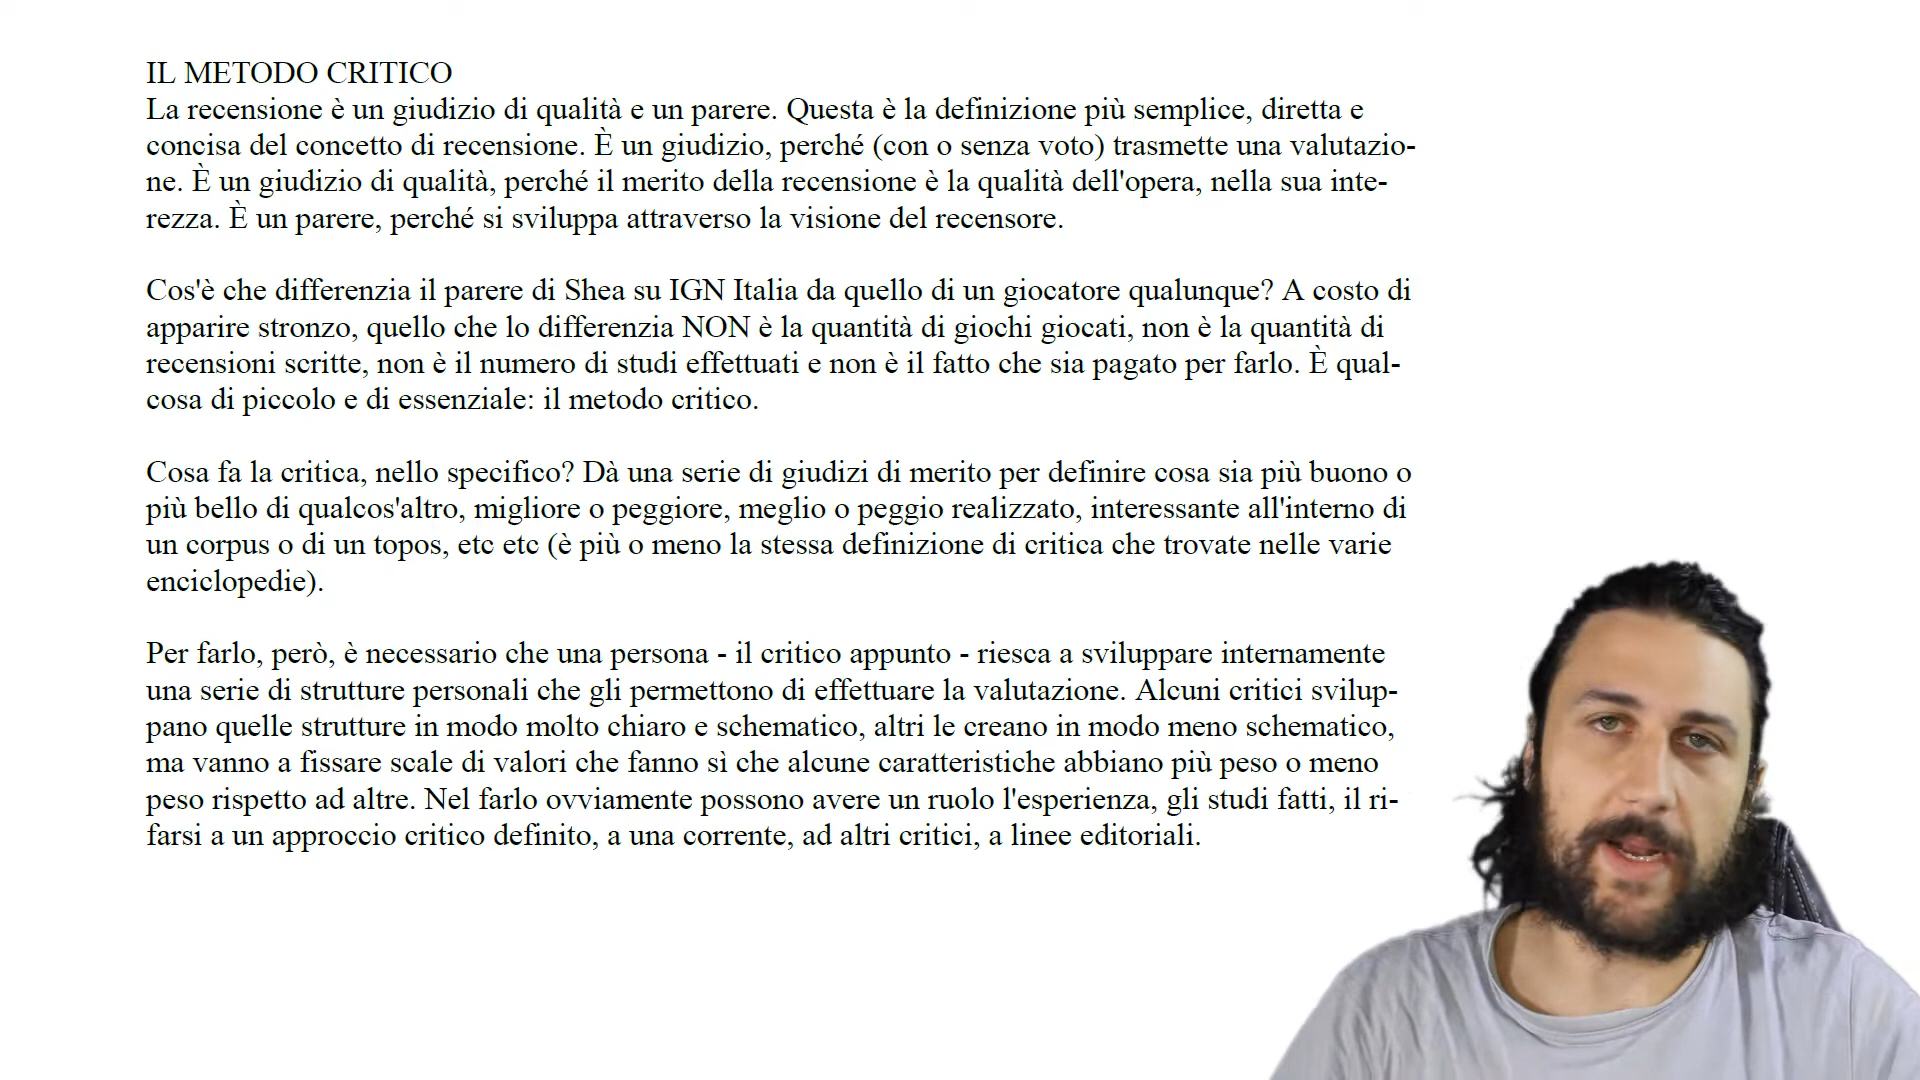 IL METODO CRITICO
La recensione è un giudizio di qualità e un parere. Questa è la definizione più semplice, diretta e
concisa del concetto di recensione. È un giudizio, perché (con o senza voto) trasmette una valutazio-
ne. È un giudizio di qualità, perché il merito della recensione è la qualità dell'opera, nella sua inte-
rezza. È un parere, perché si sviluppa attraverso la visione del recensore.
Cos'è che differenzia il parere di Shea su IGN Italia da quello di un giocatore qualunque? A costo di
apparire stronzo, quello che lo differenzia NON è la quantità di giochi giocati, non è la quantità di
recensioni scritte, non è il numero di studi effettuati e non è il fatto che sia pagato per farlo. È qual-
cosa di piccolo e di essenziale: il metodo critico.
Cosa fa la critica, nello specifico? Dà una serie di giudizi di merito per definire cosa sia più buono o
più bello di qualcos'altro, migliore o peggiore, meglio o peggio realizzato, interessante all'interno di
un corpus o di un topos, etc etc (è più o meno la stessa definizione di critica che trovate nelle varie
enciclopedie).
Per farlo, però, è necessario che una persona - il critico appunto - riesca a sviluppare internamente
una serie di strutture personali che gli permettono di effettuare la valutazione. Alcuni critici svilup-
pano quelle strutture in modo molto chiaro e schematico, altri le creano in modo meno schematico,
ma vanno a fissare scale di valori che fanno sì che alcune caratteristiche abbiano più peso o meno
peso rispetto ad altre. Nel farlo ovviamente possono avere un ruolo l'esperienza, gli studi fatti, il ri-
farsi a un approccio critico definito, a una corrente, ad altri critici, a linee editoriali.